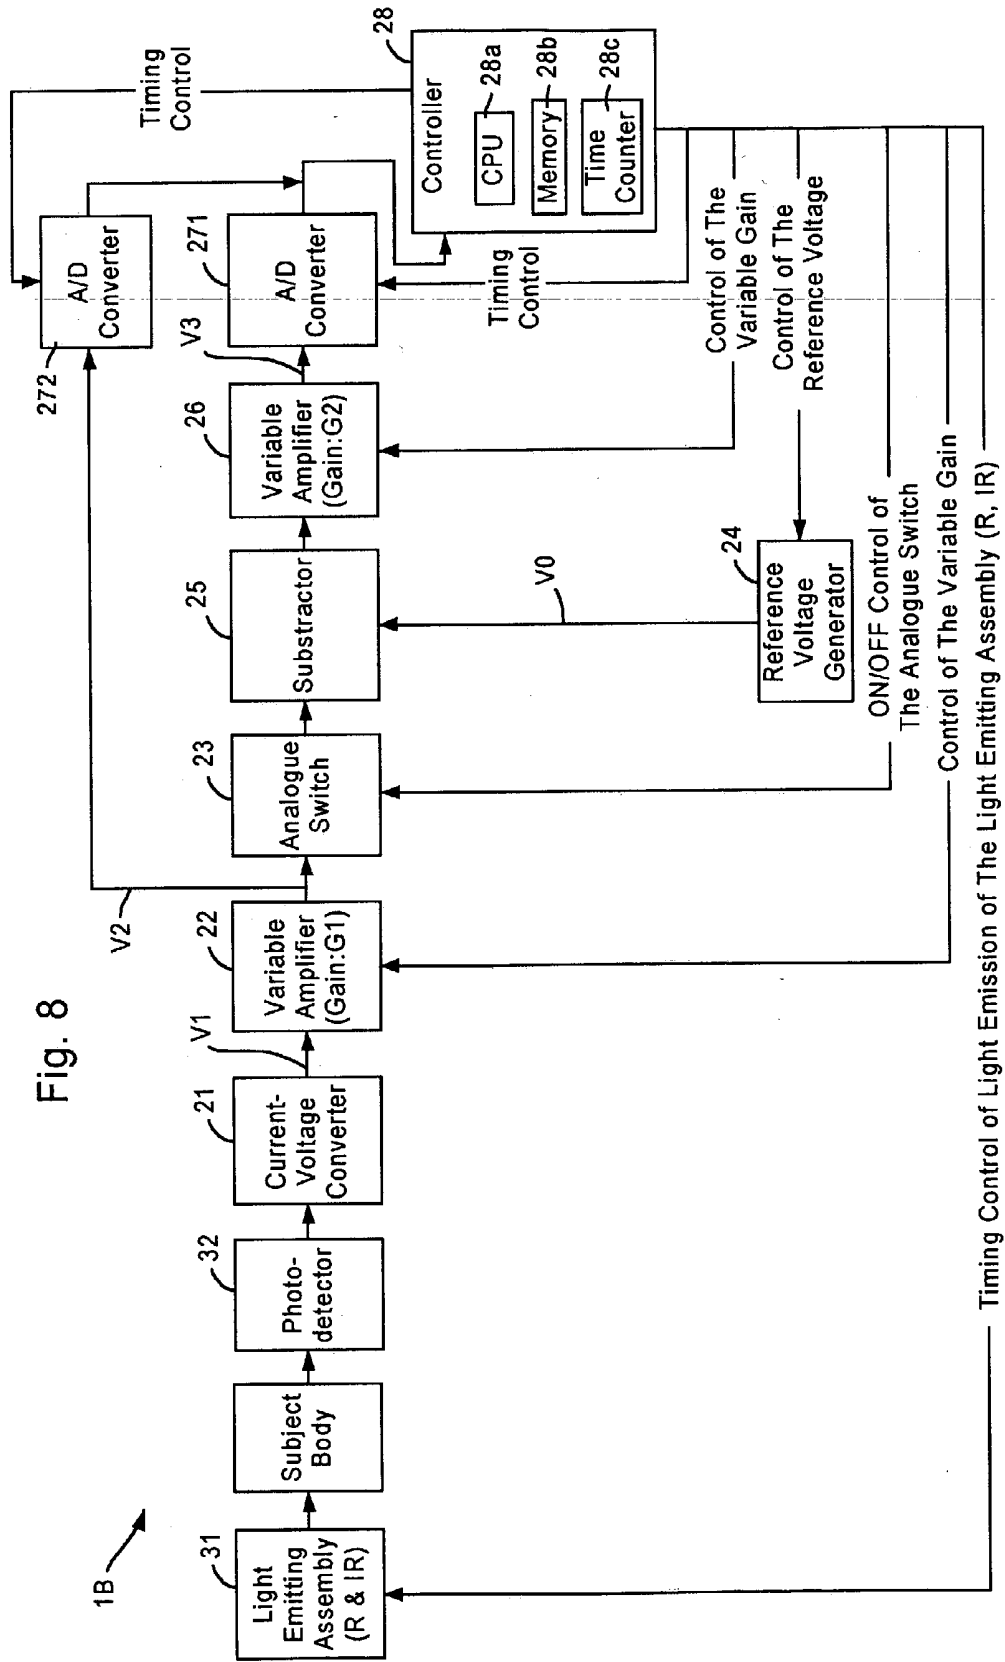 Fig. 8
1B
31
Light
Emitting
Assembly
(R & IR)
Subject
Body
32
Photo-
detector
21
Current-
Voltage
Converter
V1
22
Variable
Amplifier
(Gain:G1)
V2
23
Analogue
Switch
25
Substractor
26
Variable
Amplifier
(Gain:G2)
V3
271
A/D
Converter
272
A/D
Converter
Timing
Control
28
Controller
CPU
28a
Memory
28b
Time
Counter
28c
Timing
Control
V0
24
Reference
Voltage
Generator
Control of The
Variable Gain
Control of The
Reference Voltage
ON/OFF Control of
The Analogue Switch
Control of The Variable Gain
Timing Control of Light Emission of The Light Emitting Assembly (R, IR)